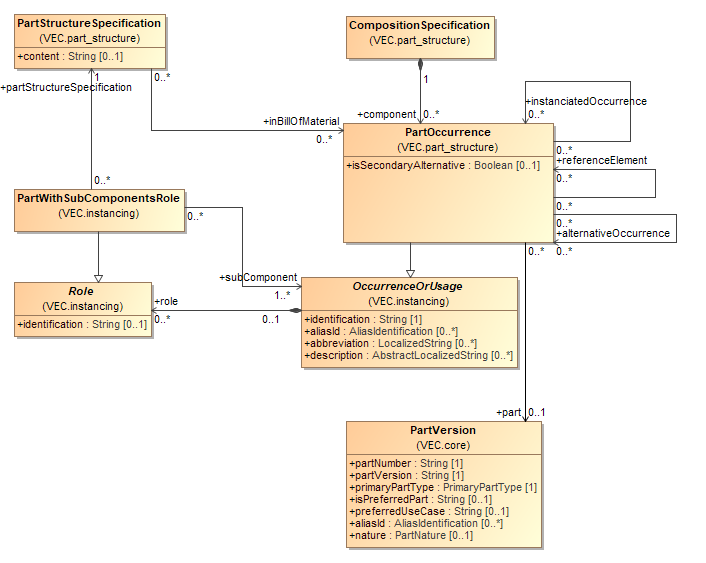 PartStructureSpecification
(VEC.part_structure)
+content : String [0..1]
CompositionSpecification
(VEC.part_structure)
1
+partStructureSpecification
0..*
1
+component
0..*
+instanciatedOccurrence
0..*
+inBillOfMaterial
0..*
PartOccurrence
(VEC.part_structure)
+isSecondaryAlternative : Boolean [0..1]
0..*
+referenceElement
0..*
0..*
0..*
+alternativeOccurrence
0..*
0..*
0..*
PartWithSubComponentsRole
(VEC.instancing)
0..*
+subComponent
1..*
Role
(VEC.instancing)
+identification : String [0..1]
+role
0..*
0..1
OccurrenceOrUsage
(VEC.instancing)
+identification : String [1]
+aliasId : AliasIdentification [0..*]
+abbreviation : LocalizedString [0..*]
+description : AbstractLocalizedString [0..*]
+part
0..1
PartVersion
(VEC.core)
+partNumber : String [1]
+partVersion : String [1]
+primaryPartType : PrimaryPartType [1]
+isPreferredPart : String [0..1]
+preferredUseCase : String [0..1]
+aliasId : AliasIdentification [0..*]
+nature : PartNature [0..1]